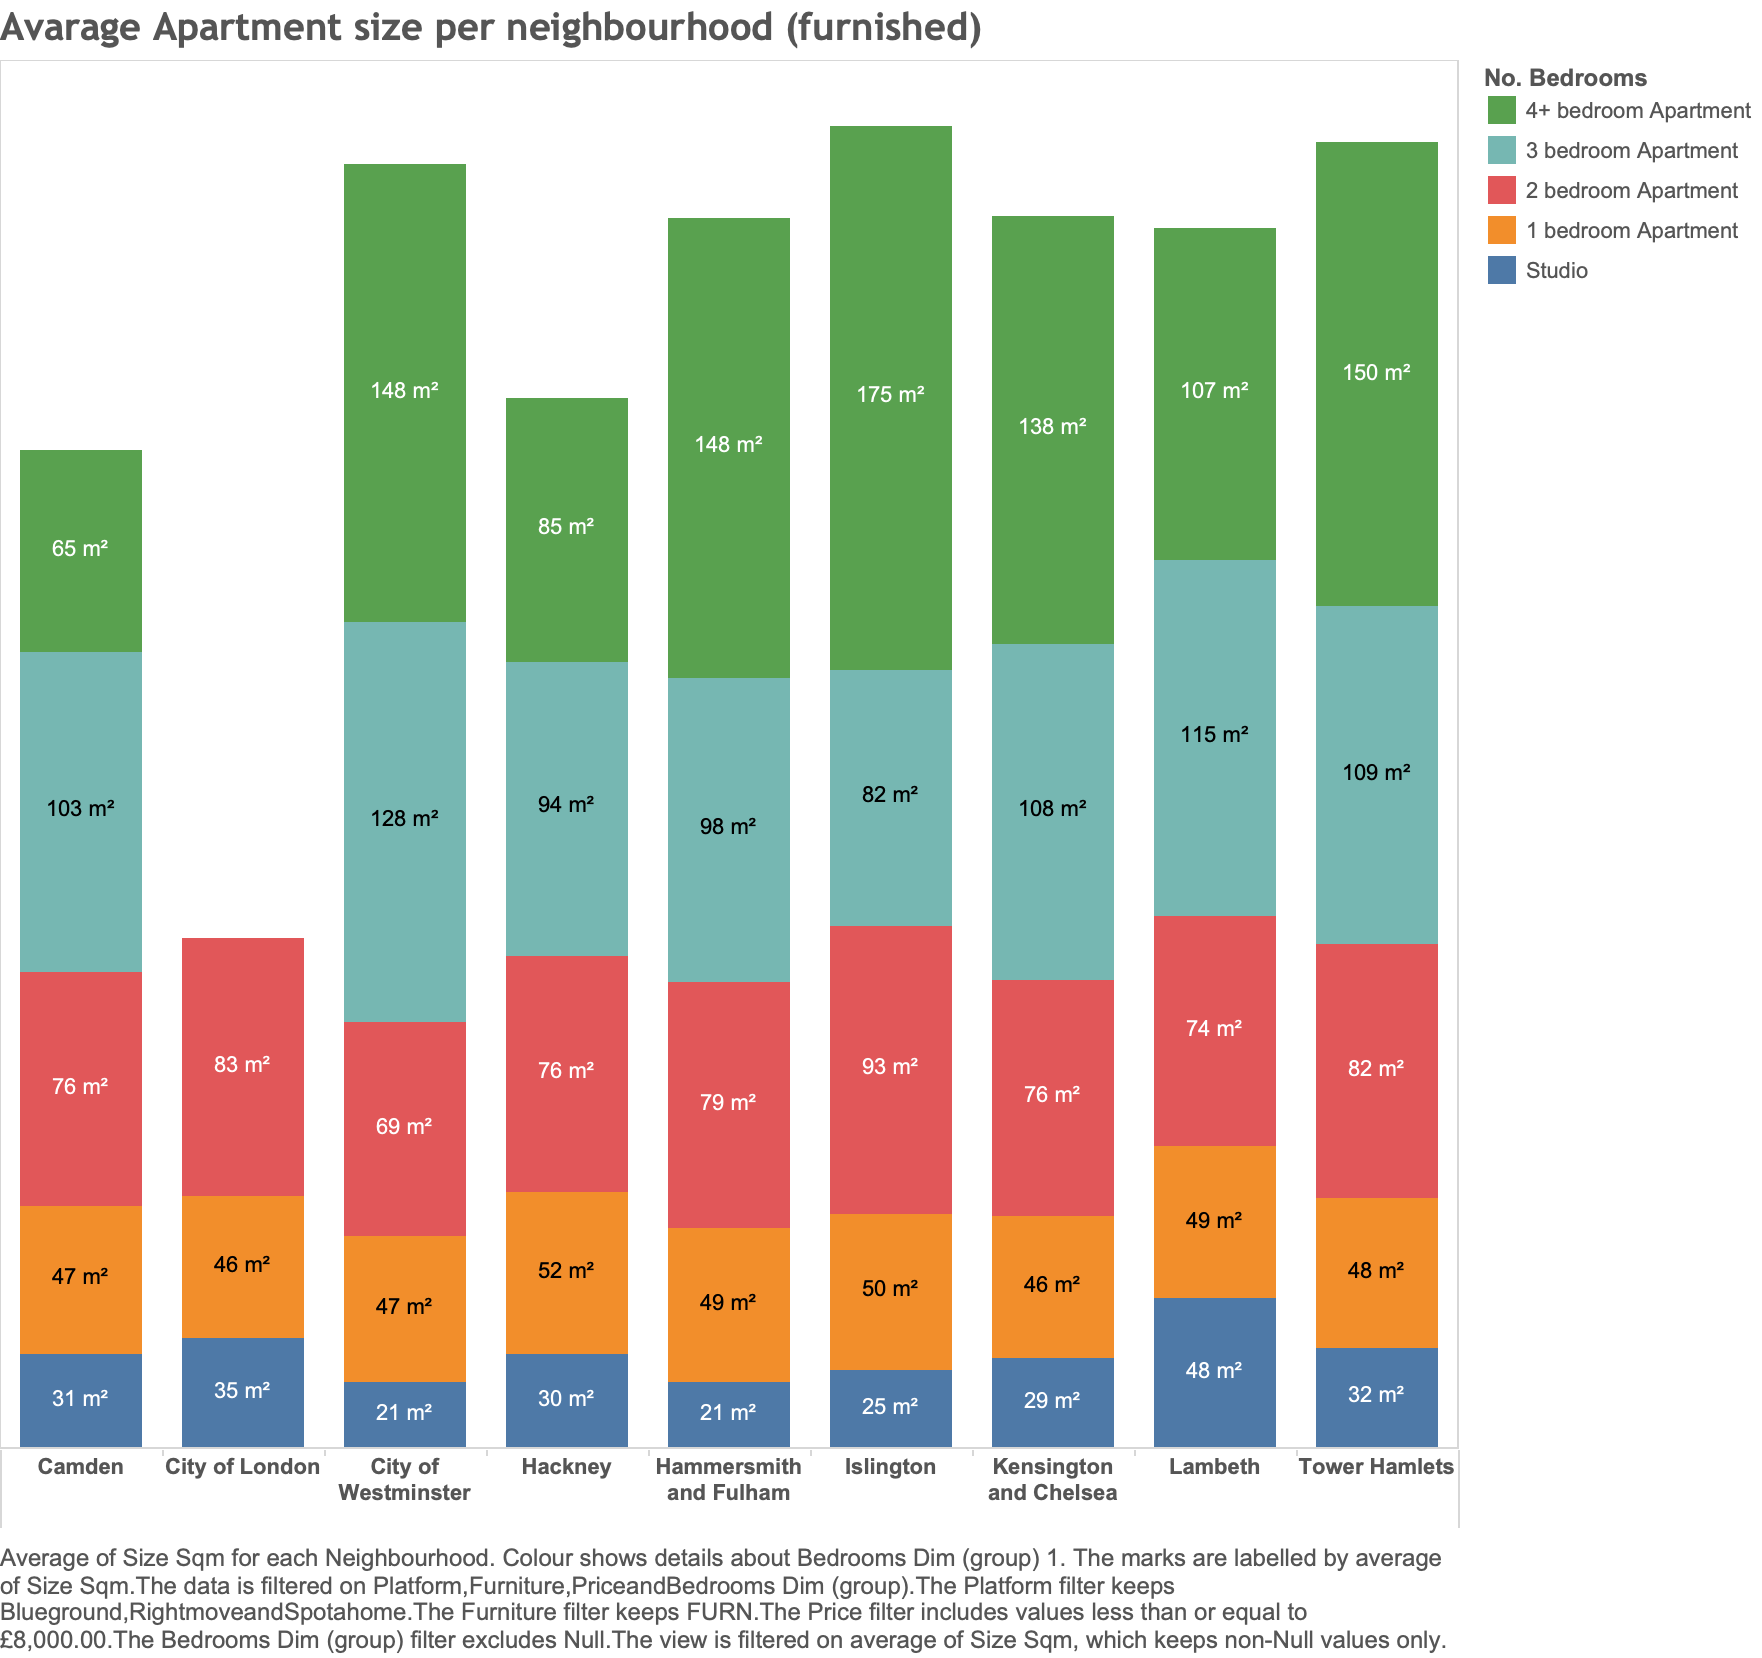 Avarage Apartment size per neighbourhood (furnished)
No. Bedrooms
4+ bedroom Apartment
3 bedroom Apartment
2 bedroom Apartment
1 bedroom Apartment
Studio
65 m²
103 m²
76 m²
47 m²
31 m²
83 m²
46 m²
35 m²
148 m²
128 m²
69 m²
47 m²
21 m²
85 m²
94 m²
76 m²
52 m²
30 m²
148 m²
98 m²
79 m²
49 m²
21 m²
175 m²
82 m²
93 m²
50 m²
25 m²
138 m²
108 m²
76 m²
46 m²
29 m²
107 m²
115 m²
74 m²
49 m²
48 m²
150 m²
109 m²
82 m²
48 m²
32 m²
Camden
City of London
City of
Westminster
Hackney
Hammersmith
and Fulham
Islington
Kensington
and Chelsea
Lambeth
Tower Hamlets
Average of Size Sqm for each Neighbourhood. Colour shows details about Bedrooms Dim (group) 1. The marks are labelled by average
of Size Sqm.The data is filtered on Platform,Furniture,PriceandBedrooms Dim (group).The Platform filter keeps
Blueground,RightmoveandSpotahome.The Furniture filter keeps FURN.The Price filter includes values less than or equal to
£8,000.00.The Bedrooms Dim (group) filter excludes Null.The view is filtered on average of Size Sqm, which keeps non-Null values only.